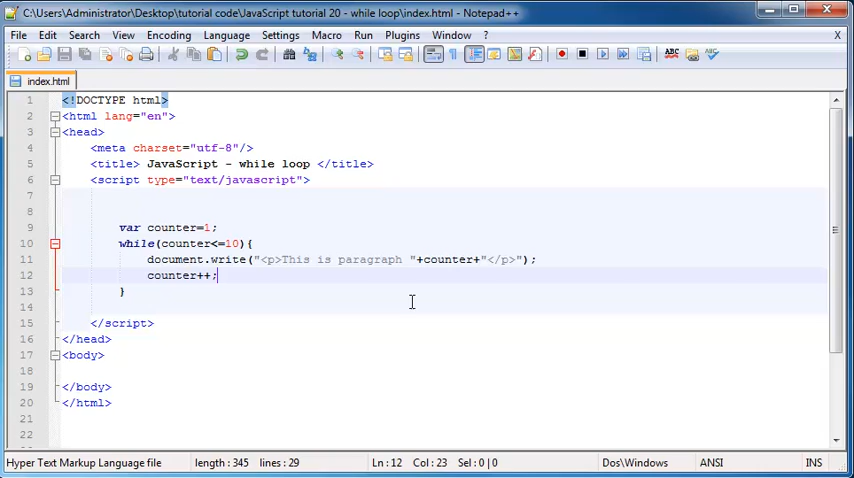 C:\Users\Administrator\Desktop\tutorial code\JavaScript tutorial 20 - while loop\index.html - Notepad++
File Edit Search View Encoding Language Settings Macro Run Plugins Window ? X
ABC
index.html
1 <!DOCTYPE html>
2 <html lang="en">
3 <head>
4 <meta charset="utf-8"/>
5 <title> JavaScript - while loop </title>
6 <script type="text/javascript">
7
8
9 var counter=1;
10 while(counter<=10){
11 document.write("<p>This is paragraph "+counter+"</p>");
12 counter++;
13 }
14
15 </script>
16 </head>
17 <body>
18
19 </body>
20 </html>
21
22
Hyper Text Markup Language file length : 345 lines : 29 Ln : 12 Col : 23 Sel : 0 | 0 Dos\Windows ANSI INS